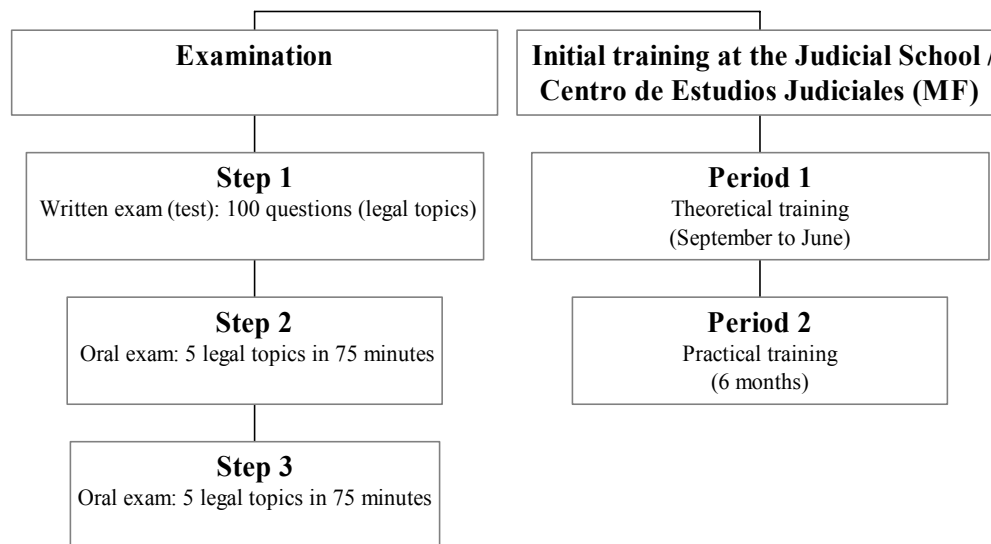 Examination
Step 1
Written exam (test): 100 questions (legal topics)
Step 2
Oral exam: 5 legal topics in 75 minutes
Step 3
Oral exam: 5 legal topics in 75 minutes
Initial training at the Judicial School /
Centro de Estudios Judiciales (MF)
Period 1
Theoretical training
(September to June)
Period 2
Practical training
(6 months)